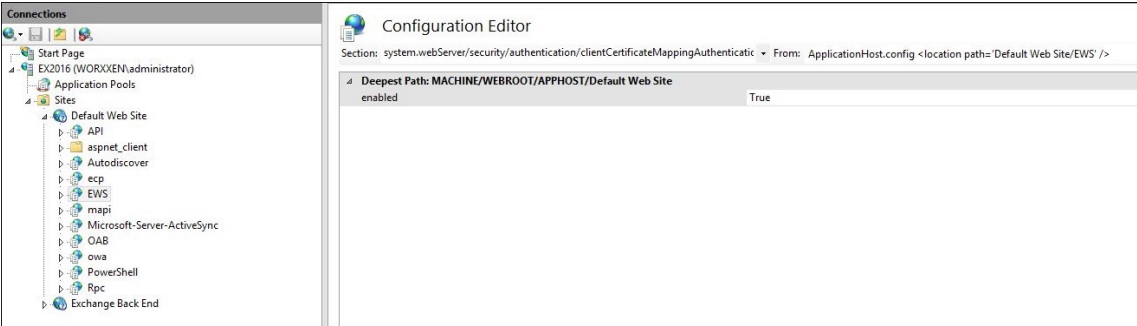 Connections
Start Page
EX2016 (WORXXEN\administrator)
Application Pools
Sites
Default Web Site
API
aspnet_client
Autodiscover
ecp
EWS
mapi
Microsoft-Server-ActiveSync
OAB
owa
PowerShell
Rpc
Exchange Back End
Configuration Editor
Section: system.webServer/security/authentication/clientCertificateMappingAuthenticatic From: ApplicationHost.config <location path='Default Web Site/EWS' />
Deepest Path: MACHINE/WEBROOT/APPHOST/Default Web Site
enabled True